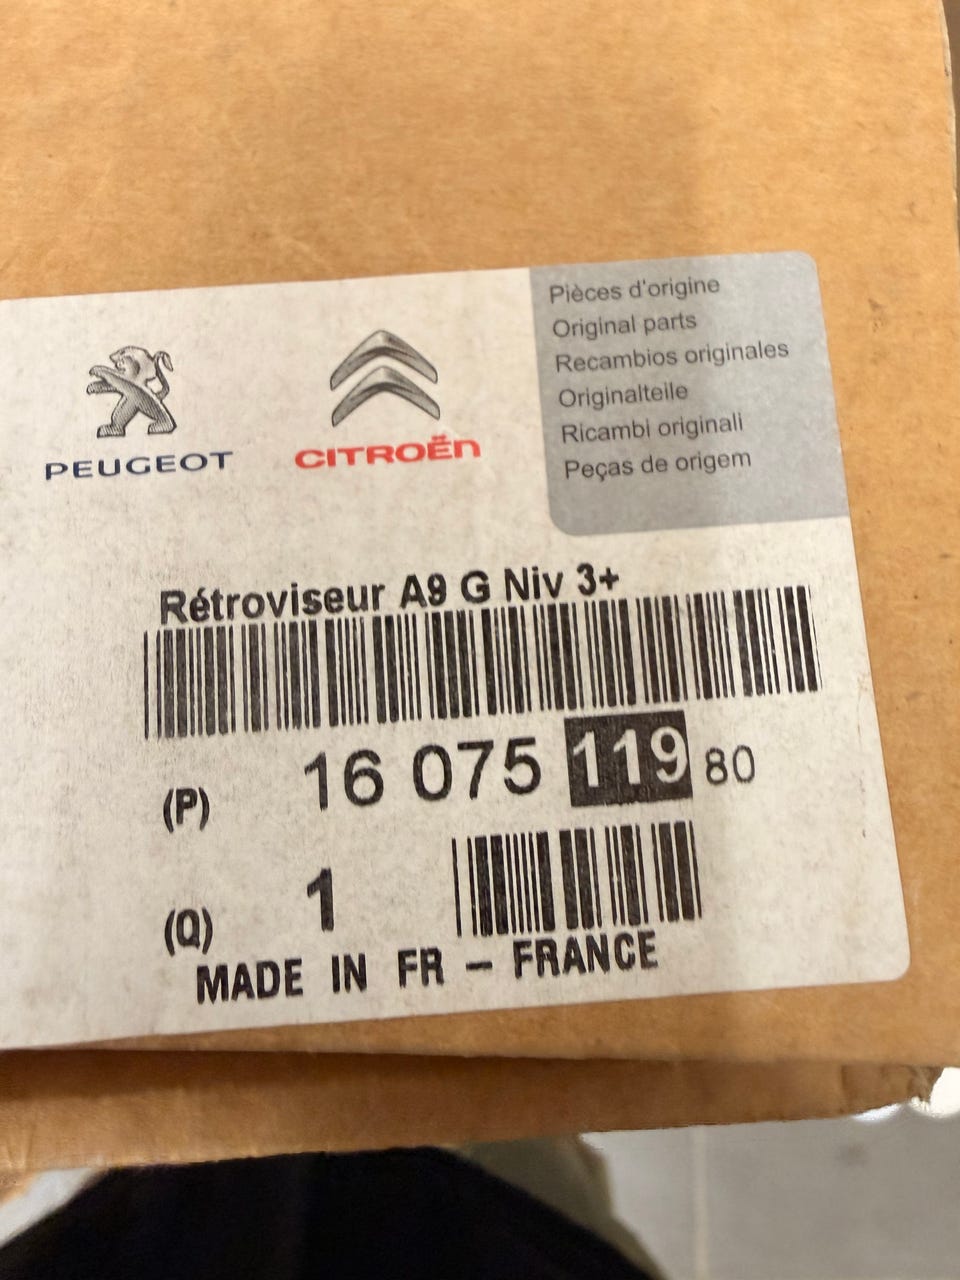 PEUGEOT
CITROËN
Pièces d'origine
Original parts
Recambios originales
Originalteile
Ricambi originali
Peças de origem
Rétroviseur A9 G Niv 3+
(P) 16 075 119 80
(Q) 1
MADE IN FR - FRANCE